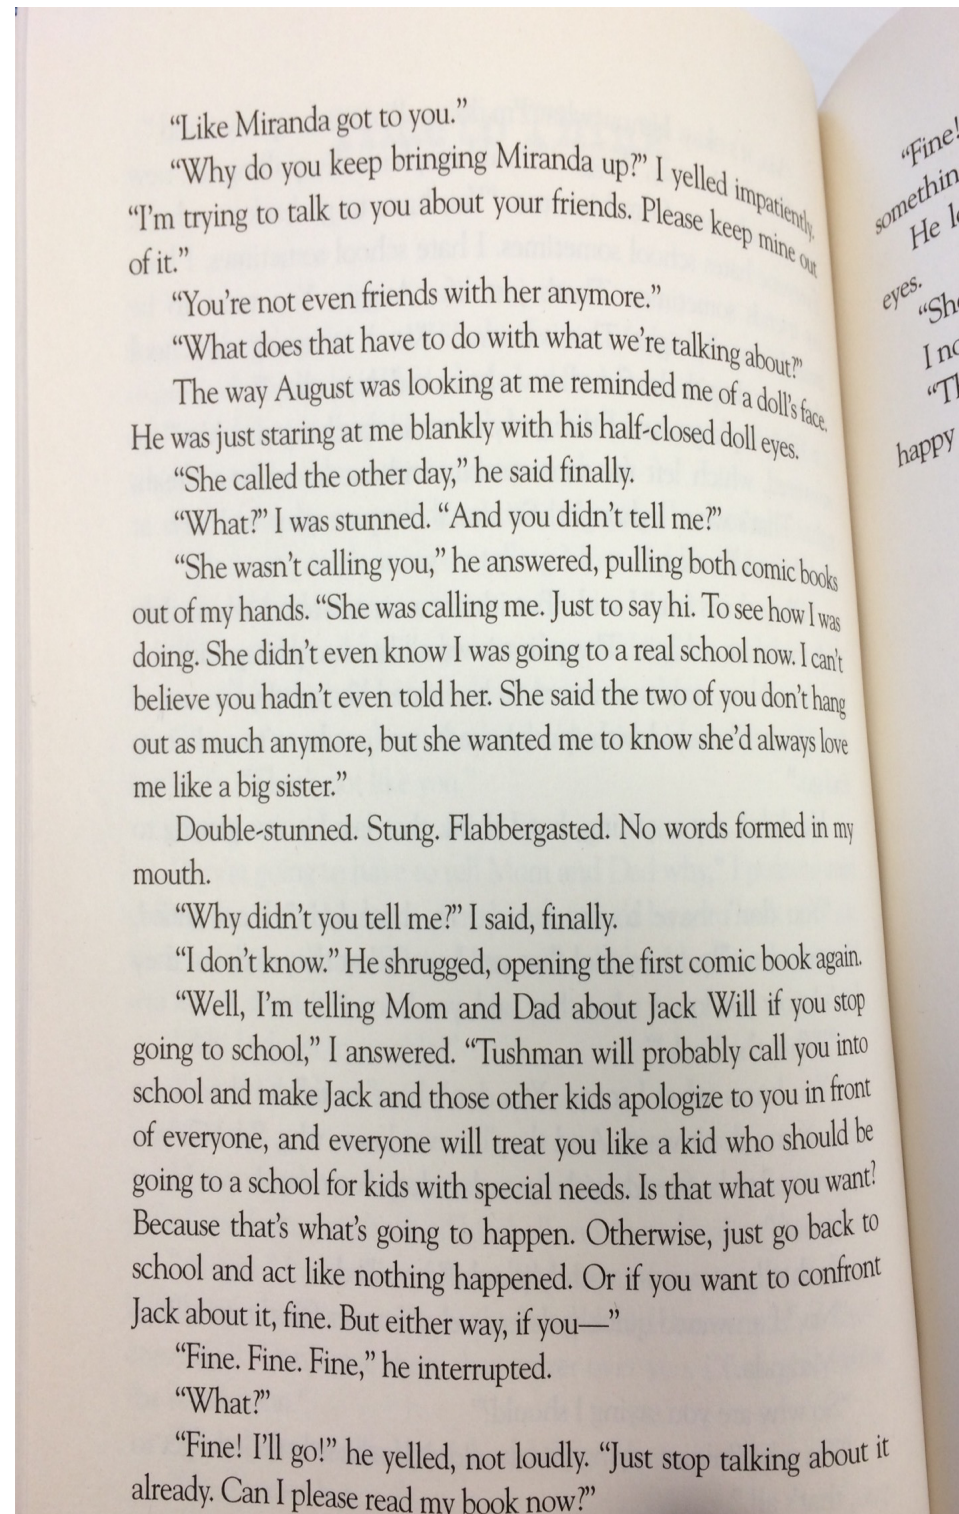 “Like Miranda got to you.”
“Why do you keep bringing Miranda up?” I yelled impatiently.
“I'm trying to talk to you about your friends. Please keep mine out
of it.”
“You're not even friends with her anymore.”
“What does that have to do with what we're talking about?”
The way August was looking at me reminded me of a doll's face.
He was just staring at me blankly with his half-closed doll eyes.
“She called the other day,” he said finally.
“What?” I was stunned. “And you didn't tell me?”
“She wasn't calling you,” he answered, pulling both comic books
out of my hands. “She was calling me. Just to say hi. To see how I was
doing. She didn't even know I was going to a real school now. I can't
believe you hadn't even told her. She said the two of you don't hang
out as much anymore, but she wanted me to know she'd always love
me like a big sister.”
Double-stunned. Stung. Flabbergasted. No words formed in my
mouth.
“Why didn't you tell me?” I said, finally.
“I don't know.” He shrugged, opening the first comic book again.
“Well, I'm telling Mom and Dad about Jack Will if you stop
going to school,” I answered. “Tushman will probably call you into
school and make Jack and those other kids apologize to you in front
of everyone, and everyone will treat you like a kid who should be
going to a school for kids with special needs. Is that what you want?
Because that's what's going to happen. Otherwise, just go back to
school and act like nothing happened. Or if you want to confront
Jack about it, fine. But either way, if you—”
“Fine. Fine. Fine,” he interrupted.
“What?”
“Fine! I'll go!” he yelled, not loudly. “Just stop talking about it
already. Can I please read my book now?”
“Fine!
He
eyes.
I
happy